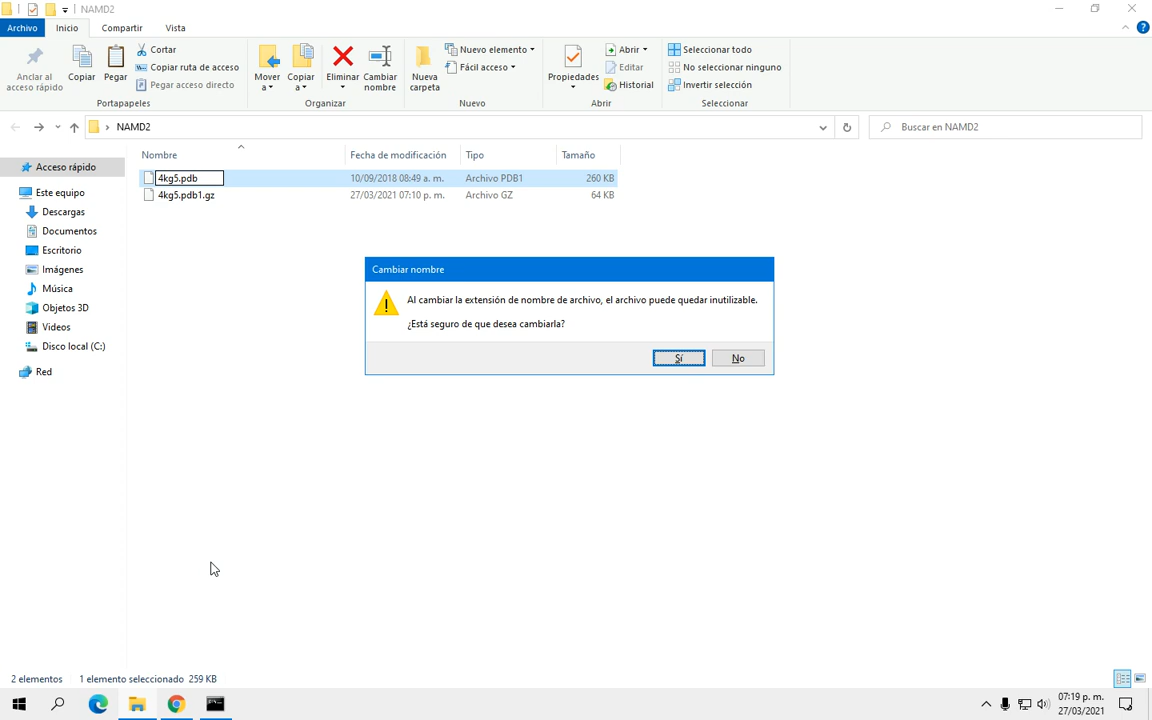 NAMD2
Archivo Inicio Compartir Vista
Anclar al acceso rápido
Copiar
Pegar
Cortar
Copiar ruta de acceso
Pegar acceso directo
Portapapeles
Mover a
Copiar a
Eliminar
Cambiar nombre
Organizar
Nueva carpeta
Nuevo elemento
Fácil acceso
Nuevo
Propiedades
Abrir
Editar
Historial
Abrir
Seleccionar todo
No seleccionar ninguno
Invertir selección
Seleccionar
NAMD2
Buscar en NAMD2
Nombre Fecha de modificación Tipo Tamaño
4kg5.pdb 10/09/2018 08:49 a. m. Archivo PDB1 260 KB
4kg5.pdb1.gz 27/03/2021 07:10 p. m. Archivo GZ 64 KB
Acceso rápido
Este equipo
Descargas
Documentos
Escritorio
Imágenes
Música
Objetos 3D
Videos
Disco local (C:)
Red
Cambiar nombre
Al cambiar la extensión de nombre de archivo, el archivo puede quedar inutilizable.
¿Está seguro de que desea cambiarla?
Sí No
2 elementos 1 elemento seleccionado 259 KB
07:19 p. m.
27/03/2021